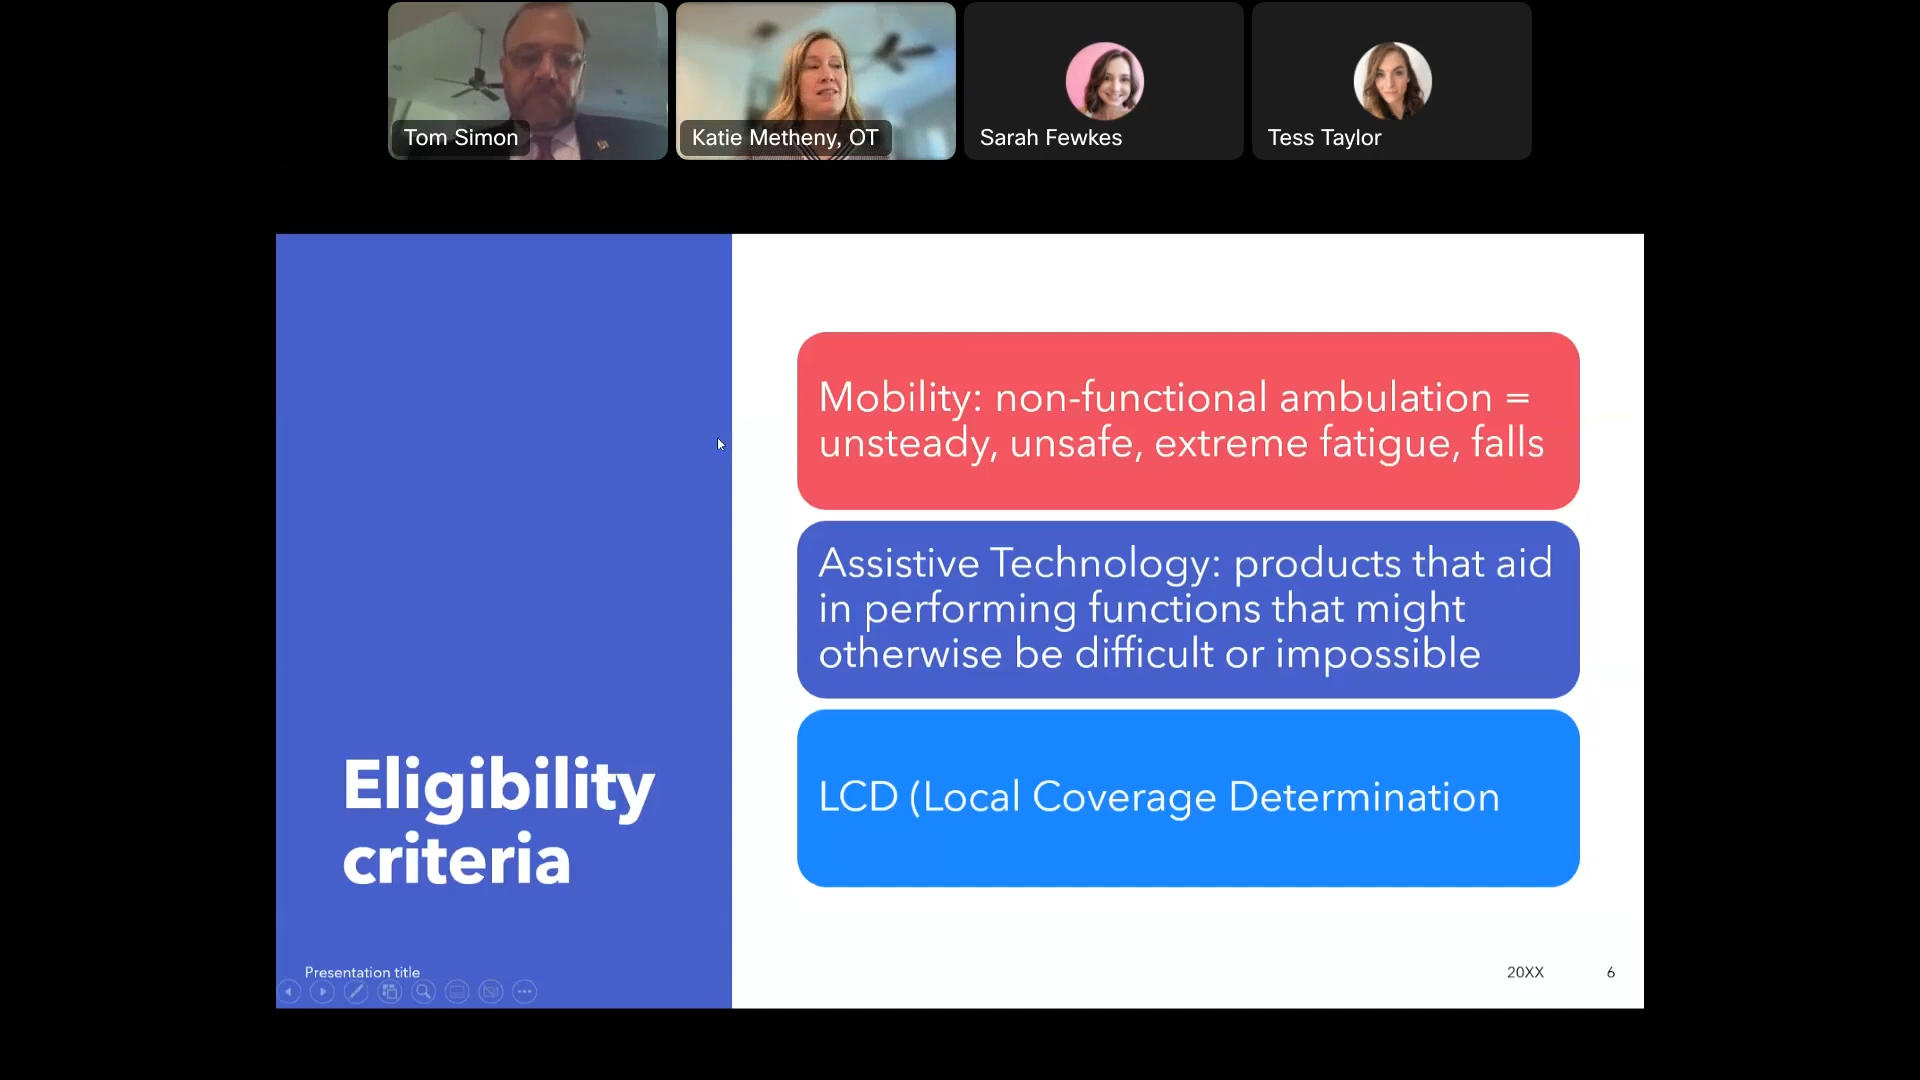 Tom Simon
Katie Metheny, OT
Sarah Fewkes
Tess Taylor
Eligibility
criteria
Mobility: non-functional ambulation =
unsteady, unsafe, extreme fatigue, falls
Assistive Technology: products that aid
in performing functions that might
otherwise be difficult or impossible
LCD (Local Coverage Determination
Presentation title
20XX
6